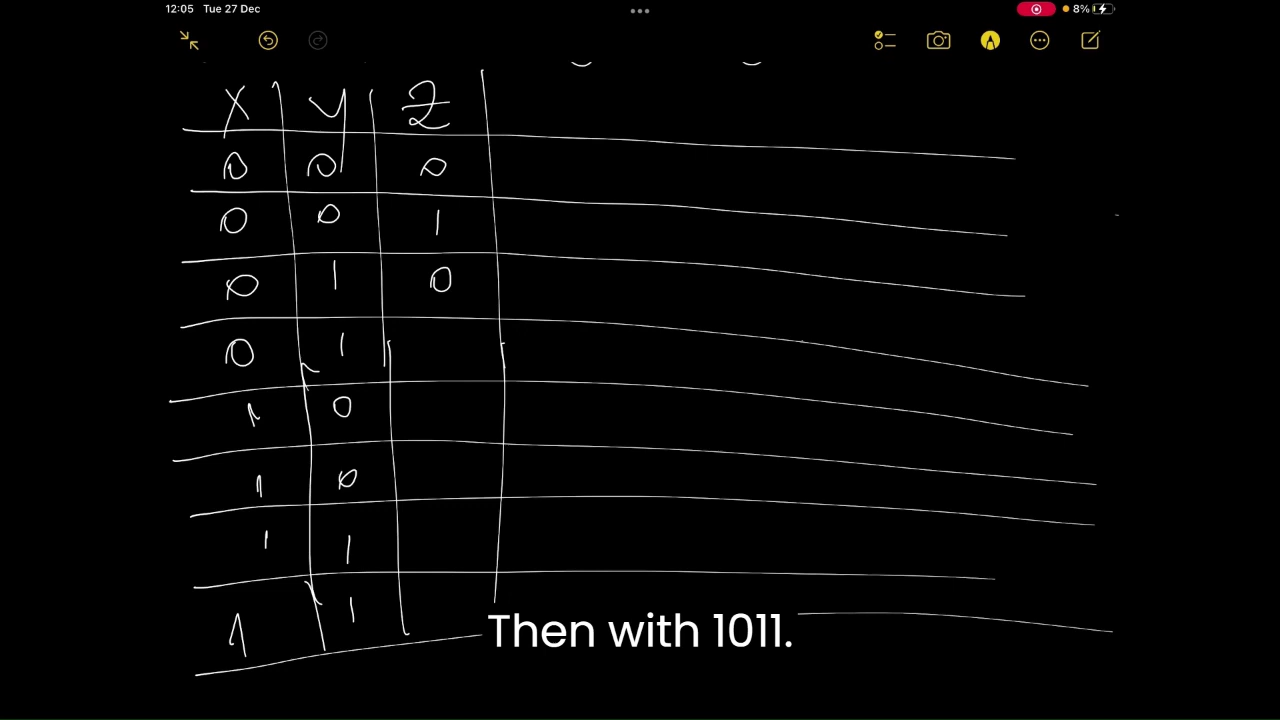 12:05 Tue 27 Dec 8%
X y Z
0 0 0
0 0 1
0 1 0
0 1
1 0
1 0
1 1
1 1
Then with 1011.